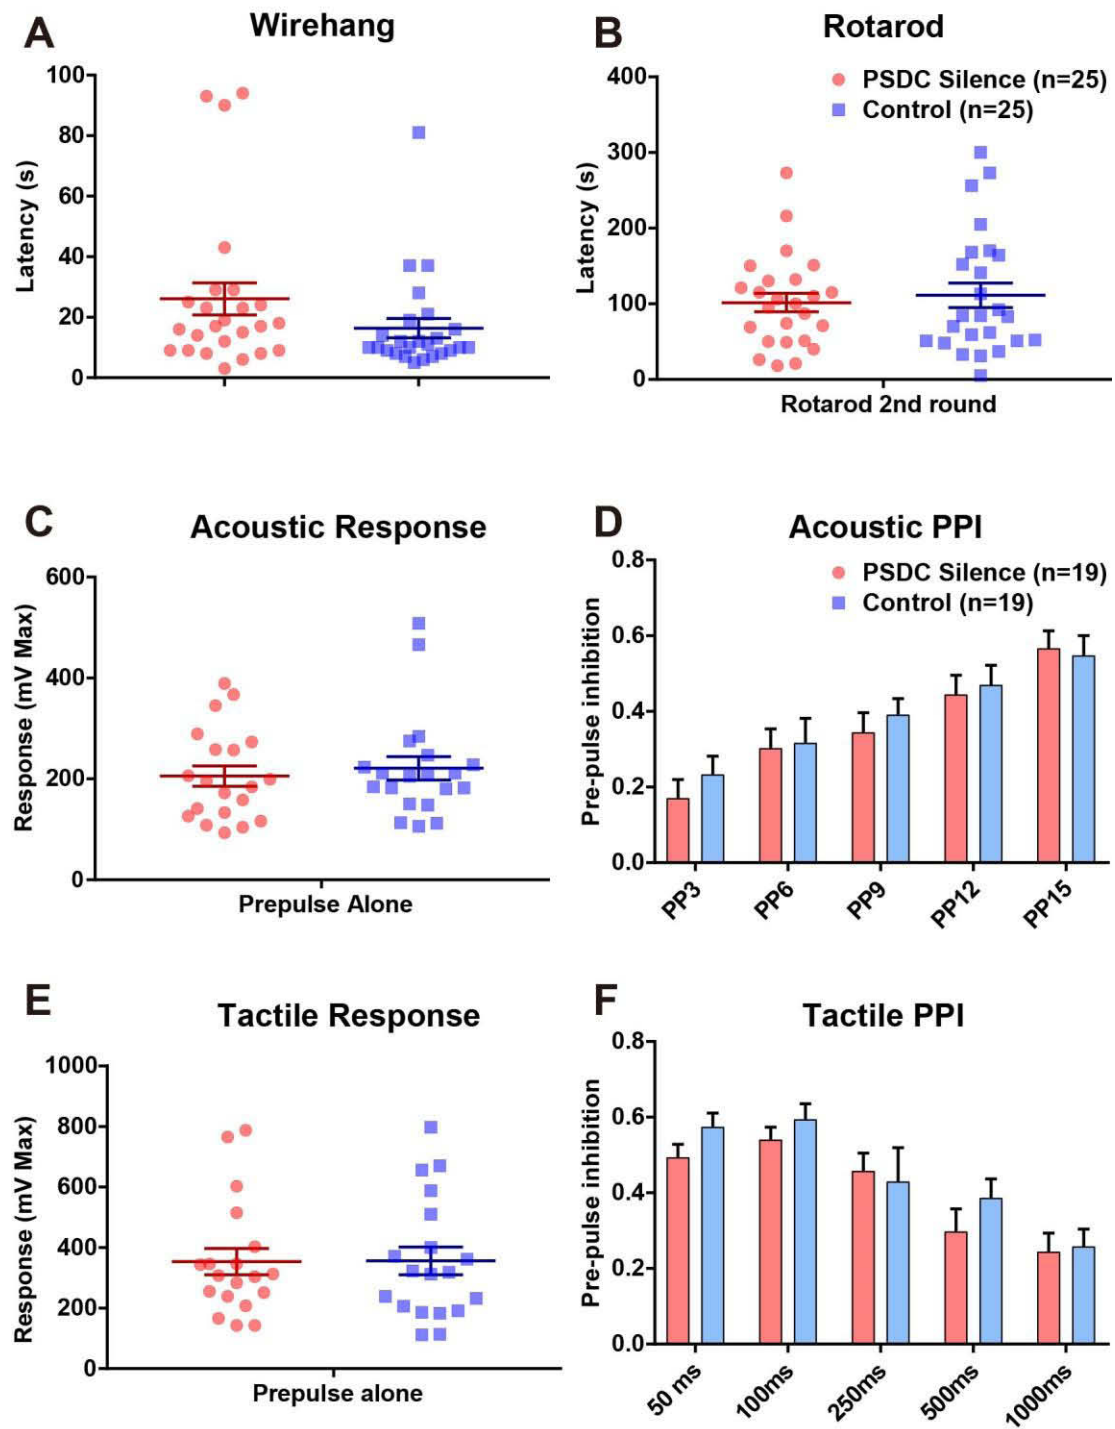 A
Wirehang
100
80
60
40
20
0
Latency (s)
B
Rotarod
PSDC Silence (n=25)
Control (n=25)
400
300
200
100
0
Latency (s)
Rotarod 2nd round
C
Acoustic Response
600
400
200
0
Response (mV Max)
Prepulse Alone
D
Acoustic PPI
PSDC Silence (n=19)
Control (n=19)
0.8
0.6
0.4
0.2
0.0
Pre-pulse inhibition
PP3
PP6
PP9
PP12
PP15
E
Tactile Response
1000
800
600
400
200
0
Response (mV Max)
Prepulse alone
F
Tactile PPI
0.8
0.6
0.4
0.2
0.0
Pre-pulse inhibition
50 ms
100ms
250ms
500ms
1000ms